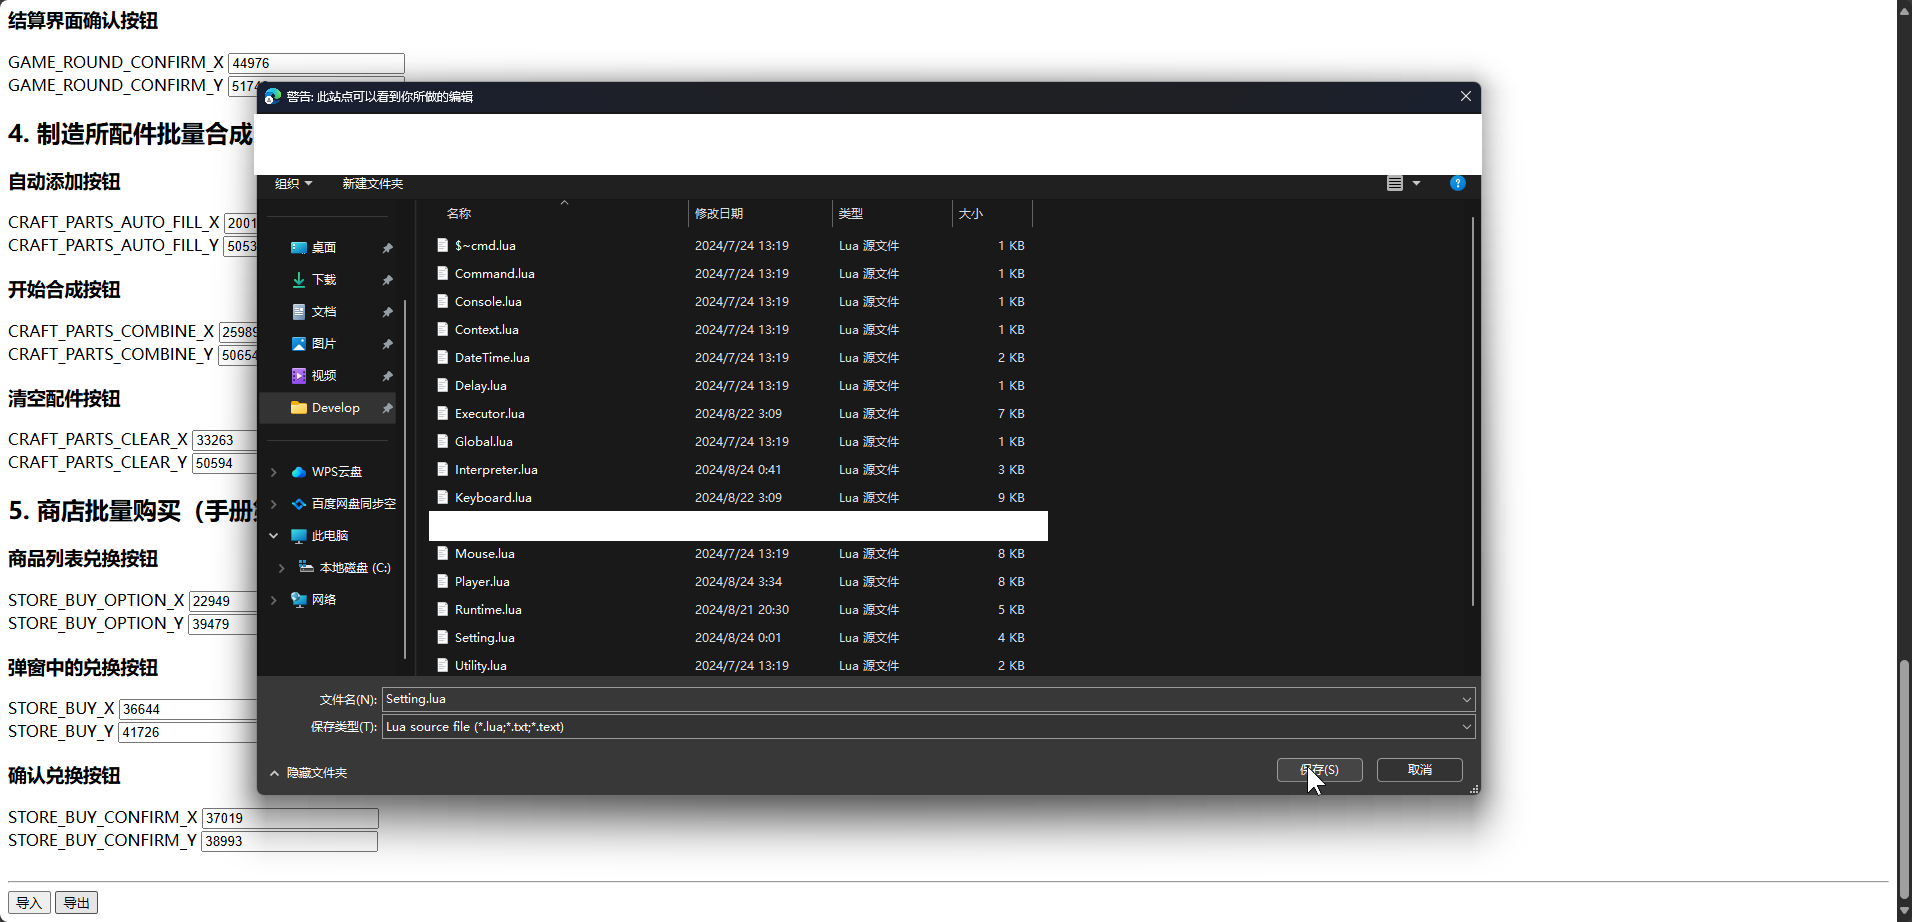 结算界面确认按钮
GAME_ROUND_CONFIRM_X 44976
GAME_ROUND_CONFIRM_Y
4. 制造所配件批量合成
自动添加按钮
CRAFT_PARTS_AUTO_FILL_X
CRAFT_PARTS_AUTO_FILL_Y
开始合成按钮
CRAFT_PARTS_COMBINE_X 25989
CRAFT_PARTS_COMBINE_Y 50654
清空配件按钮
CRAFT_PARTS_CLEAR_X 33263
CRAFT_PARTS_CLEAR_Y 50594
5. 商店批量购买（手册
商品列表兑换按钮
STORE_BUY_OPTION_X 22949
STORE_BUY_OPTION_Y 39479
弹窗中的兑换按钮
STORE_BUY_X 36644
STORE_BUY_Y 41726
确认兑换按钮
STORE_BUY_CONFIRM_X 37019
STORE_BUY_CONFIRM_Y 38993
导入 导出
警告: 此站点可以看到你所做的编辑
组织 新建文件夹
桌面
下载
文档
图片
视频
Develop
WPS云盘
百度网盘同步空
此电脑
本地磁盘 (C:)
网络
名称 修改日期 类型 大小
$~cmd.lua 2024/7/24 13:19 Lua 源文件 1 KB
Command.lua 2024/7/24 13:19 Lua 源文件 1 KB
Console.lua 2024/7/24 13:19 Lua 源文件 1 KB
Context.lua 2024/7/24 13:19 Lua 源文件 1 KB
DateTime.lua 2024/7/24 13:19 Lua 源文件 2 KB
Delay.lua 2024/7/24 13:19 Lua 源文件 1 KB
Executor.lua 2024/8/22 3:09 Lua 源文件 7 KB
Global.lua 2024/7/24 13:19 Lua 源文件 1 KB
Interpreter.lua 2024/8/24 0:41 Lua 源文件 3 KB
Keyboard.lua 2024/8/22 3:09 Lua 源文件 9 KB
Mouse.lua 2024/7/24 13:19 Lua 源文件 8 KB
Player.lua 2024/8/24 3:34 Lua 源文件 8 KB
Runtime.lua 2024/8/21 20:30 Lua 源文件 5 KB
Setting.lua 2024/8/24 0:01 Lua 源文件 4 KB
Utility.lua 2024/7/24 13:19 Lua 源文件 2 KB
文件名(N): Setting.lua
保存类型(T): Lua source file (*.lua;*.txt;*.text)
隐藏文件夹
保存(S) 取消